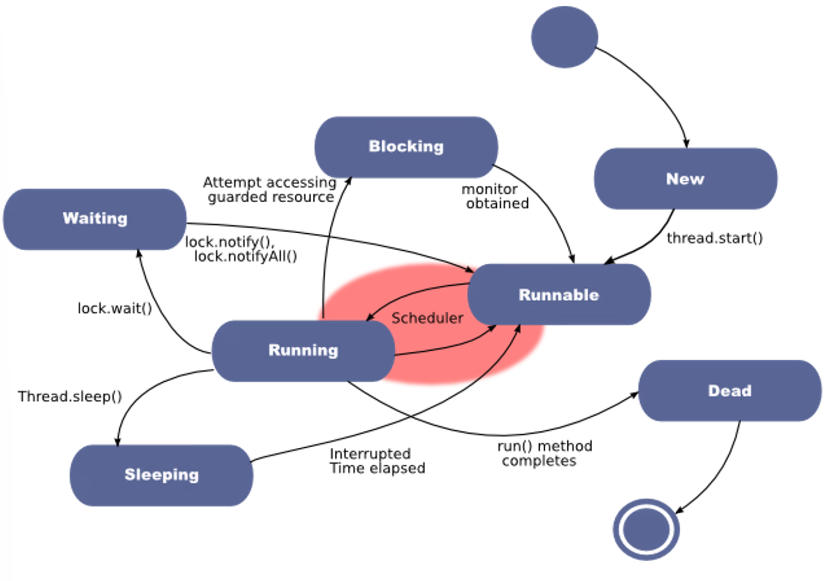 Blocking
New
Attempt accessing
guarded resource
monitor
obtained
Waiting
thread.start()
lock.notify(),
lock.notifyAll()
Runnable
lock.wait()
Scheduler
Running
Dead
Thread.sleep()
run() method
completes
Interrupted
Time elapsed
Sleeping